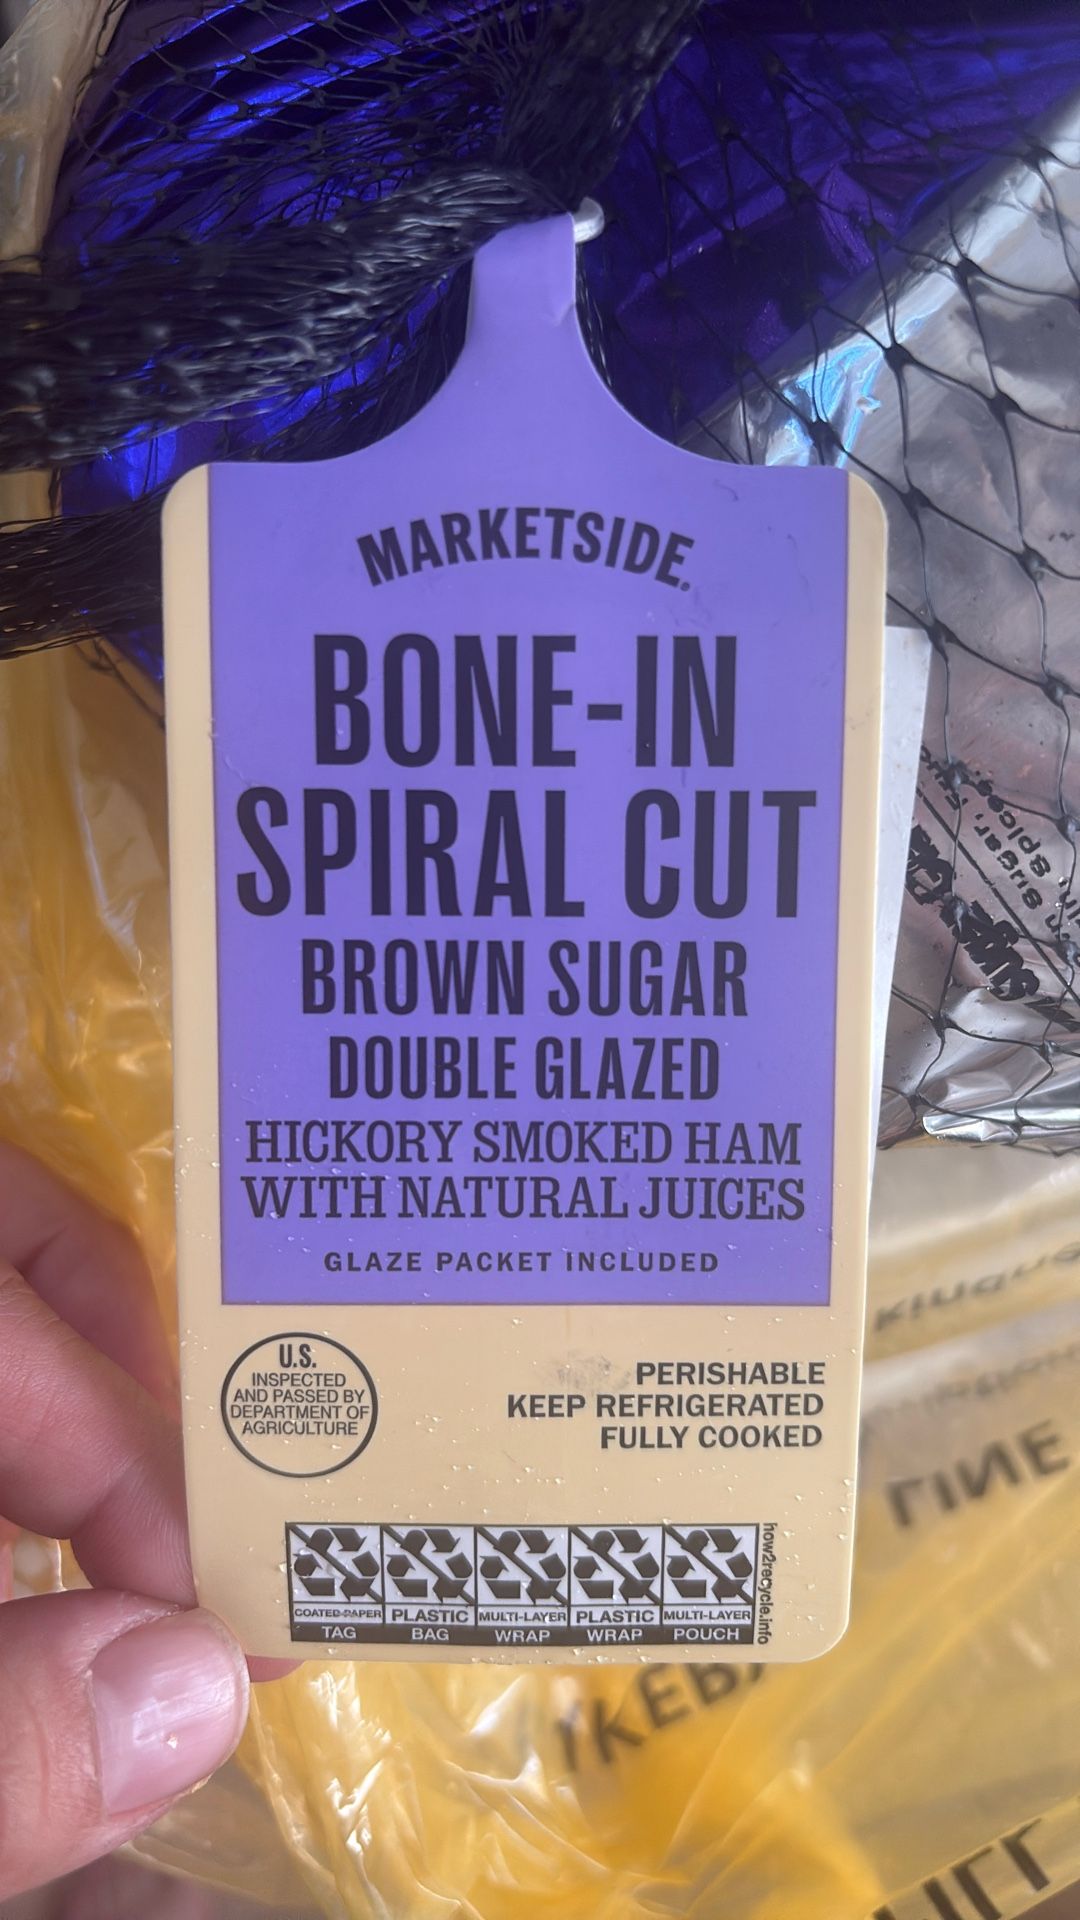 MARKETSIDE.
BONE-IN
SPIRAL CUT
BROWN SUGAR
DOUBLE GLAZED
HICKORY SMOKED HAM
WITH NATURAL JUICES
GLAZE PACKET INCLUDED
U.S.
INSPECTED
AND PASSED BY
DEPARTMENT OF
AGRICULTURE
PERISHABLE
KEEP REFRIGERATED
FULLY COOKED
COATED-PAPER
TAG
PLASTIC
BAG
MULTI-LAYER
WRAP
PLASTIC
WRAP
MULTI-LAYER
POUCH
how2recycle.info